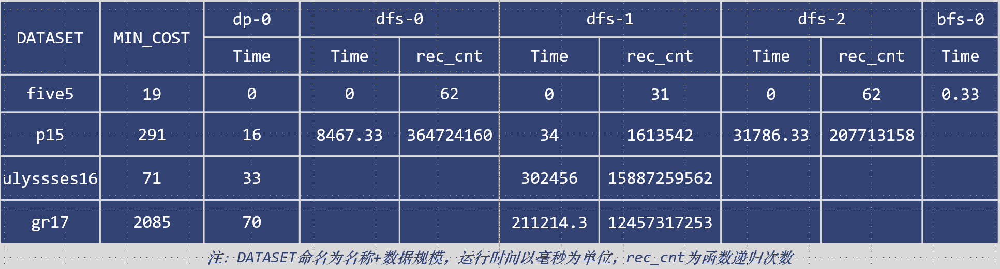 DATASET MIN_COST dp-0 dfs-0 dfs-1 dfs-2 bfs-0
Time Time rec_cnt Time rec_cnt Time rec_cnt Time
five5 19 0 0 62 0 31 0 62 0.33
p15 291 16 8467.33 364724160 34 1613542 31786.33 207713158
ulyssses16 71 33 302456 15887259562
gr17 2085 70 211214.3 12457317253
注: DATASET命名为名称+数据规模，运行时间以毫秒为单位，rec_cnt为函数递归次数